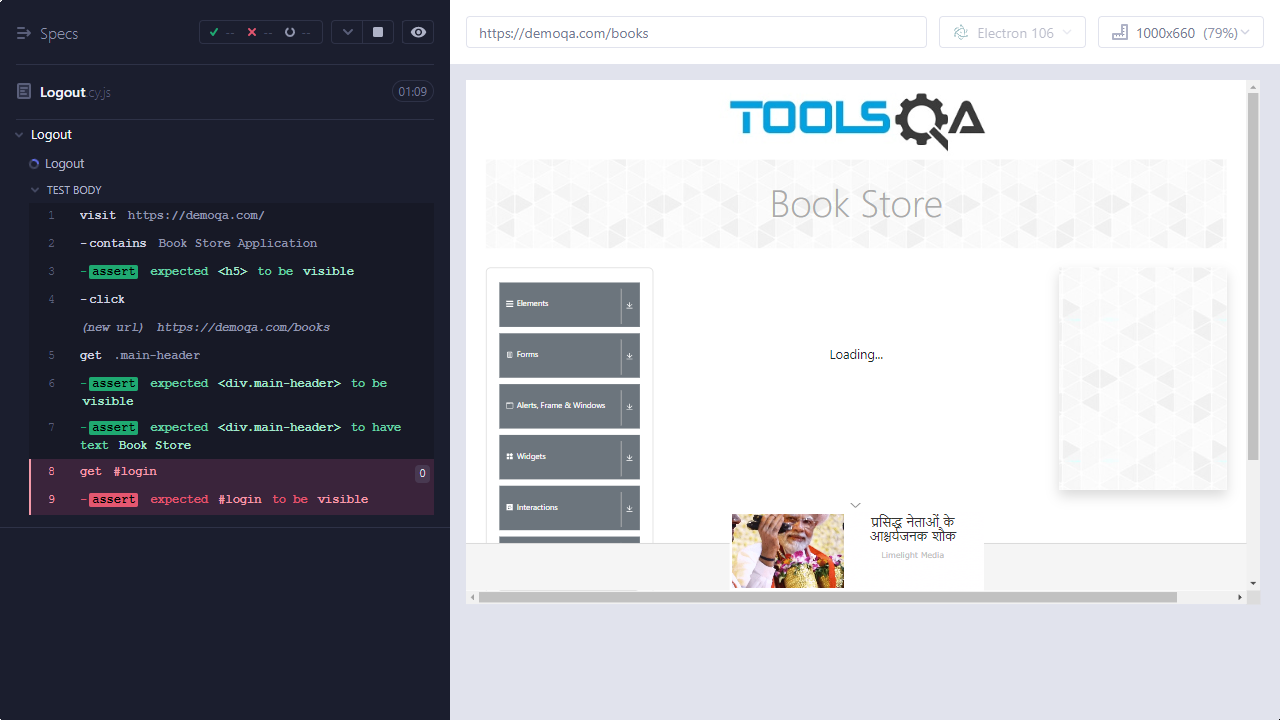 Specs
-- -- --
Logout.cy.js 01:09
Logout
Logout
TEST BODY
1 visit https://demoqa.com/
2 -contains Book Store Application
3 -assert expected <h5> to be visible
4 -click
(new url) https://demoqa.com/books
5 get .main-header
6 -assert expected <div.main-header> to be
visible
7 -assert expected <div.main-header> to have
text Book Store
8 get #login 0
9 -assert expected #login to be visible
https://demoqa.com/books
Electron 106
1000x660 (79%)
TOOLSQA
Book Store
Elements
Forms
Alerts, Frame & Windows
Widgets
Interactions
Loading...
प्रसिद्ध नेताओं के
आश्चर्यजनक शौक
Limelight Media